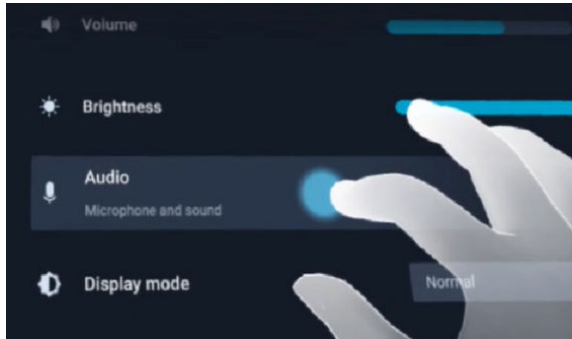 Volume
Brightness
Audio
Microphone and sound
Display mode
Normal